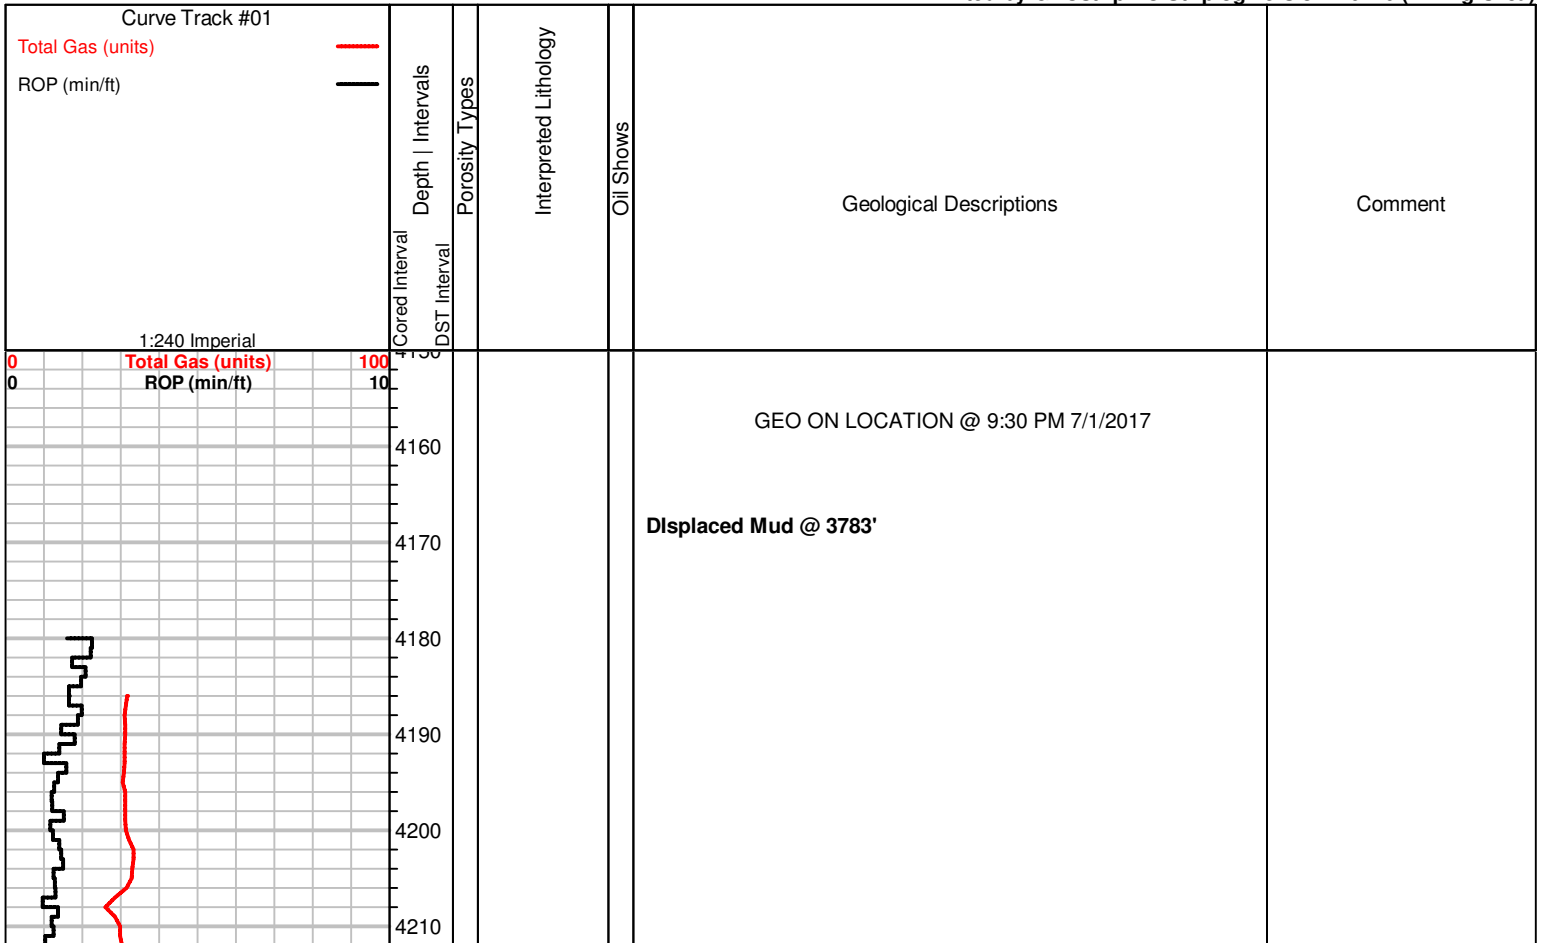 Curve Track #01
Total Gas (units)
ROP (min/ft)
1:240 Imperial
Depth | Intervals
Cored Interval
DST Interval
Porosity Types
Interpreted Lithology
Oil Shows
Geological Descriptions
Comment
0 Total Gas (units) 100
0 ROP (min/ft) 10
4150
GEO ON LOCATION @ 9:30 PM 7/1/2017
4160
DIsplaced Mud @ 3783'
4170
4180
4190
4200
4210